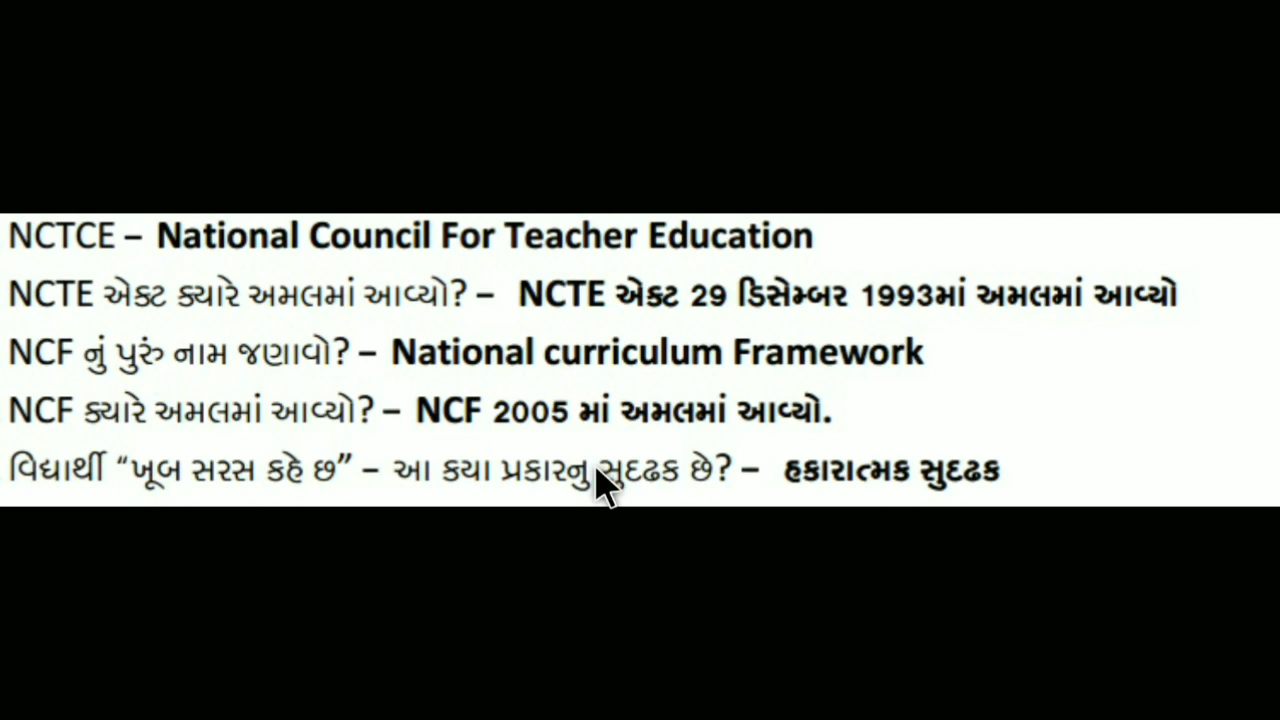 NCTCE – National Council For Teacher Education
NCTE એક્ટ ક્યારે અમલમાં આવ્યો? – NCTE એક્ટ 29 ડિસેમ્બર 1993માં અમલમાં આવ્યો
NCF નું પુરું નામ જણાવો? – National curriculum Framework
NCF ક્યારે અમલમાં આવ્યો? – NCF 2005 માં અમલમાં આવ્યો.
વિદ્યાર્થી “ખૂબ સરસ કહે છ” – આ કયા પ્રકારનુ સુદઢક છે? – હકારાત્મક સુદઢક